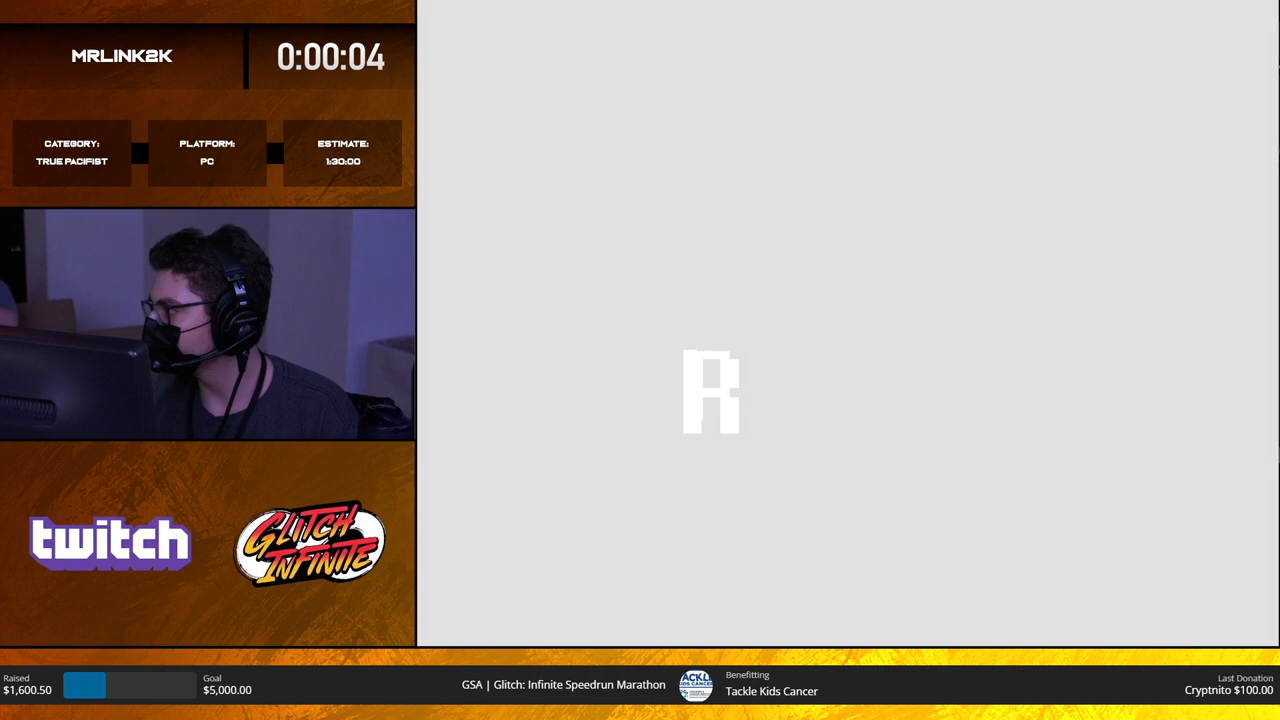 MRLINK2K
0:00:04
CATEGORY:
TRUE PACIFIST
PLATFORM:
PC
ESTIMATE:
1:30:00
R
twitch
GLITCH
INFINITE
Raised
$1,600.50
Goal
$5,000.00
GSA | Glitch: Infinite Speedrun Marathon
Benefitting
Tackle Kids Cancer
Last Donation
Cryptnito $100.00